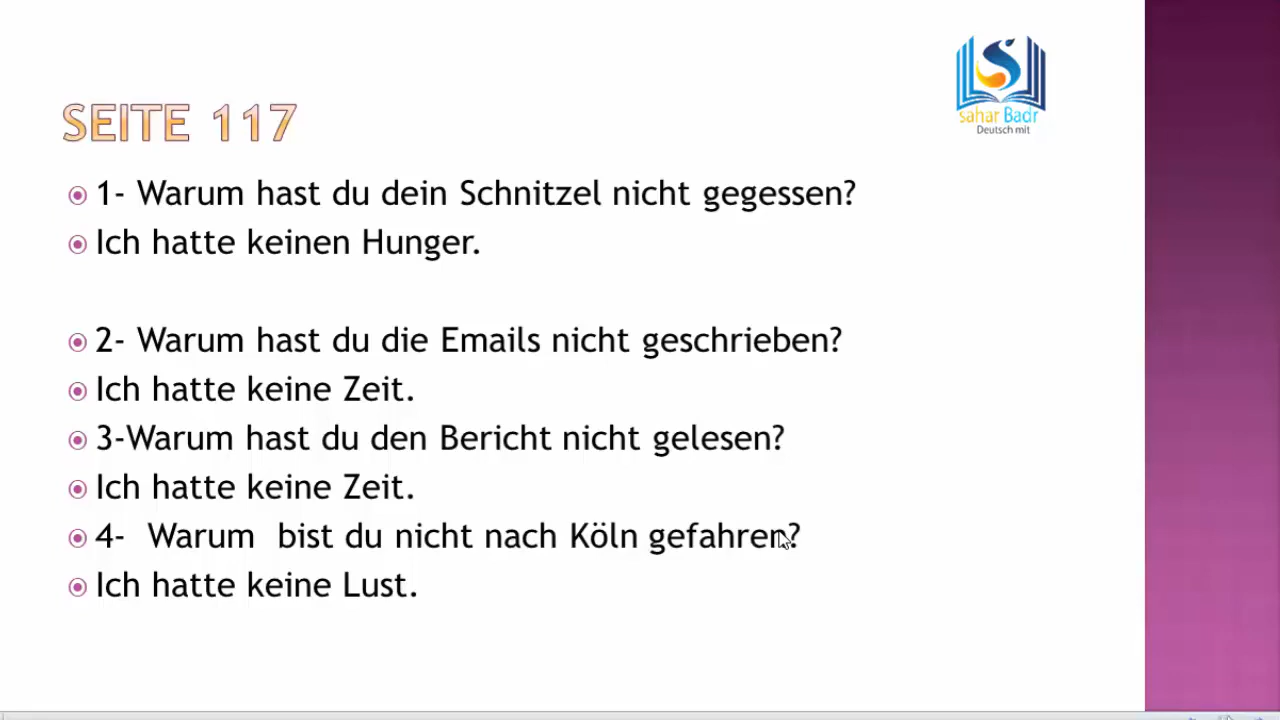 sahar Badr
Deutsch mit
SEITE 117
1- Warum hast du dein Schnitzel nicht gegessen?
Ich hatte keinen Hunger.
2- Warum hast du die Emails nicht geschrieben?
Ich hatte keine Zeit.
3-Warum hast du den Bericht nicht gelesen?
Ich hatte keine Zeit.
4- Warum bist du nicht nach Köln gefahren?
Ich hatte keine Lust.